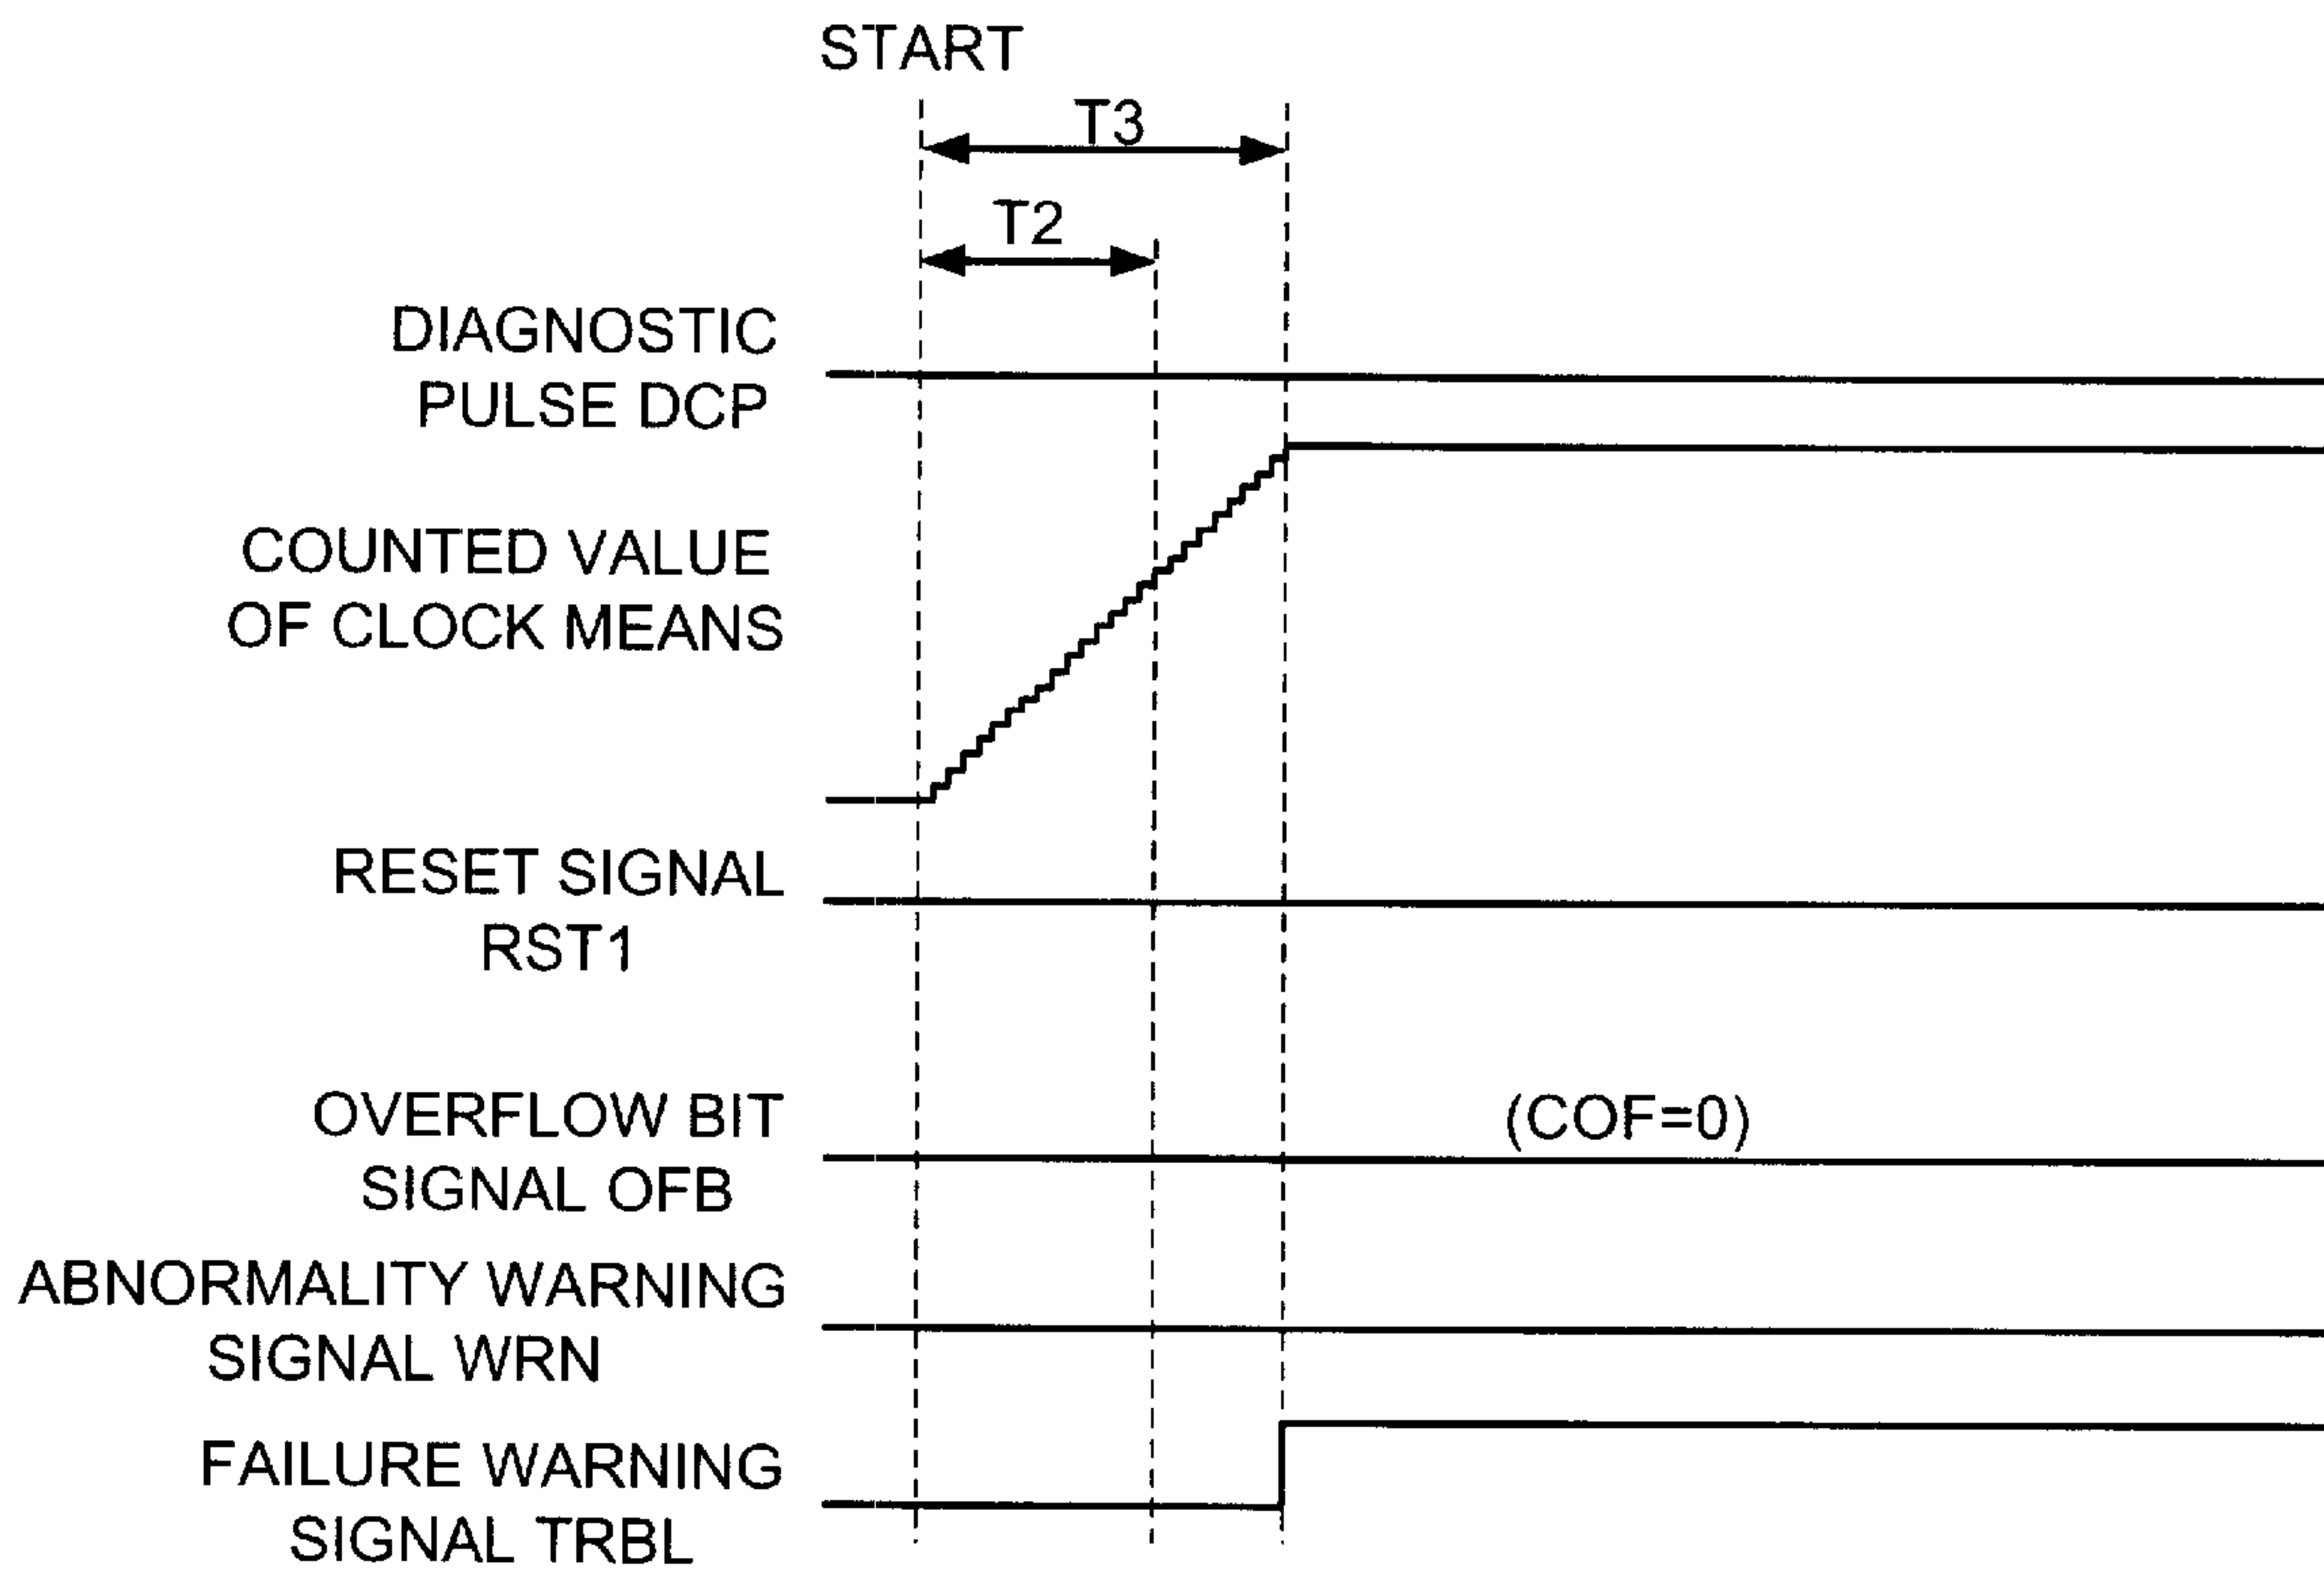 START
T3
T2
DIAGNOSTIC
PULSE DCP
COUNTED VALUE
OF CLOCK MEANS
RESET SIGNAL
RST1
OVERFLOW BIT
SIGNAL OFB
(COF=0)
ABNORMALITY WARNING
SIGNAL WRN
FAILURE WARNING
SIGNAL TRBL